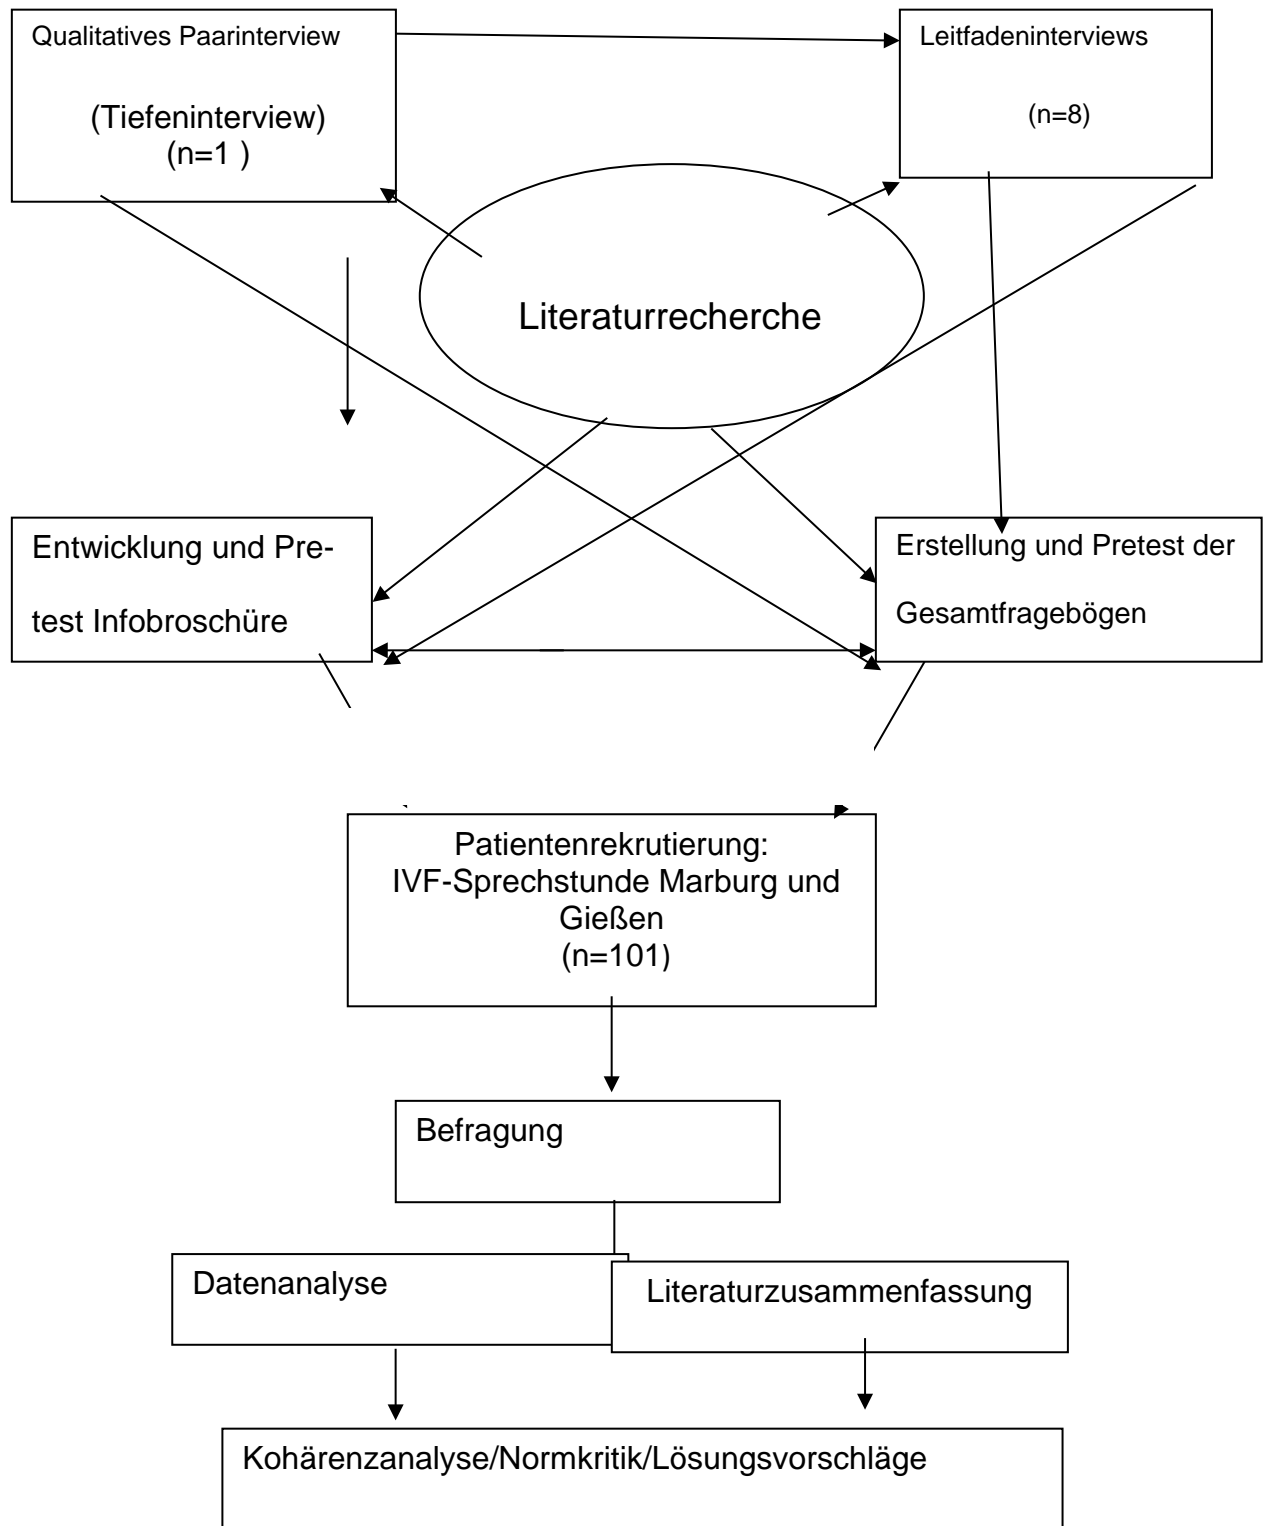 Qualitatives Paarinterview
(Tiefeninterview)
(n=1 )
Leitfadeninterviews
(n=8)
Literaturrecherche
Entwicklung und Pre-
test Infobroschüre
Erstellung und Pretest der
Gesamtfragebögen
Patientenrekrutierung:
IVF-Sprechstunde Marburg und
Gießen
(n=101)
Befragung
Datenanalyse
Literaturzusammenfassung
Kohärenzanalyse/Normkritik/Lösungsvorschläge